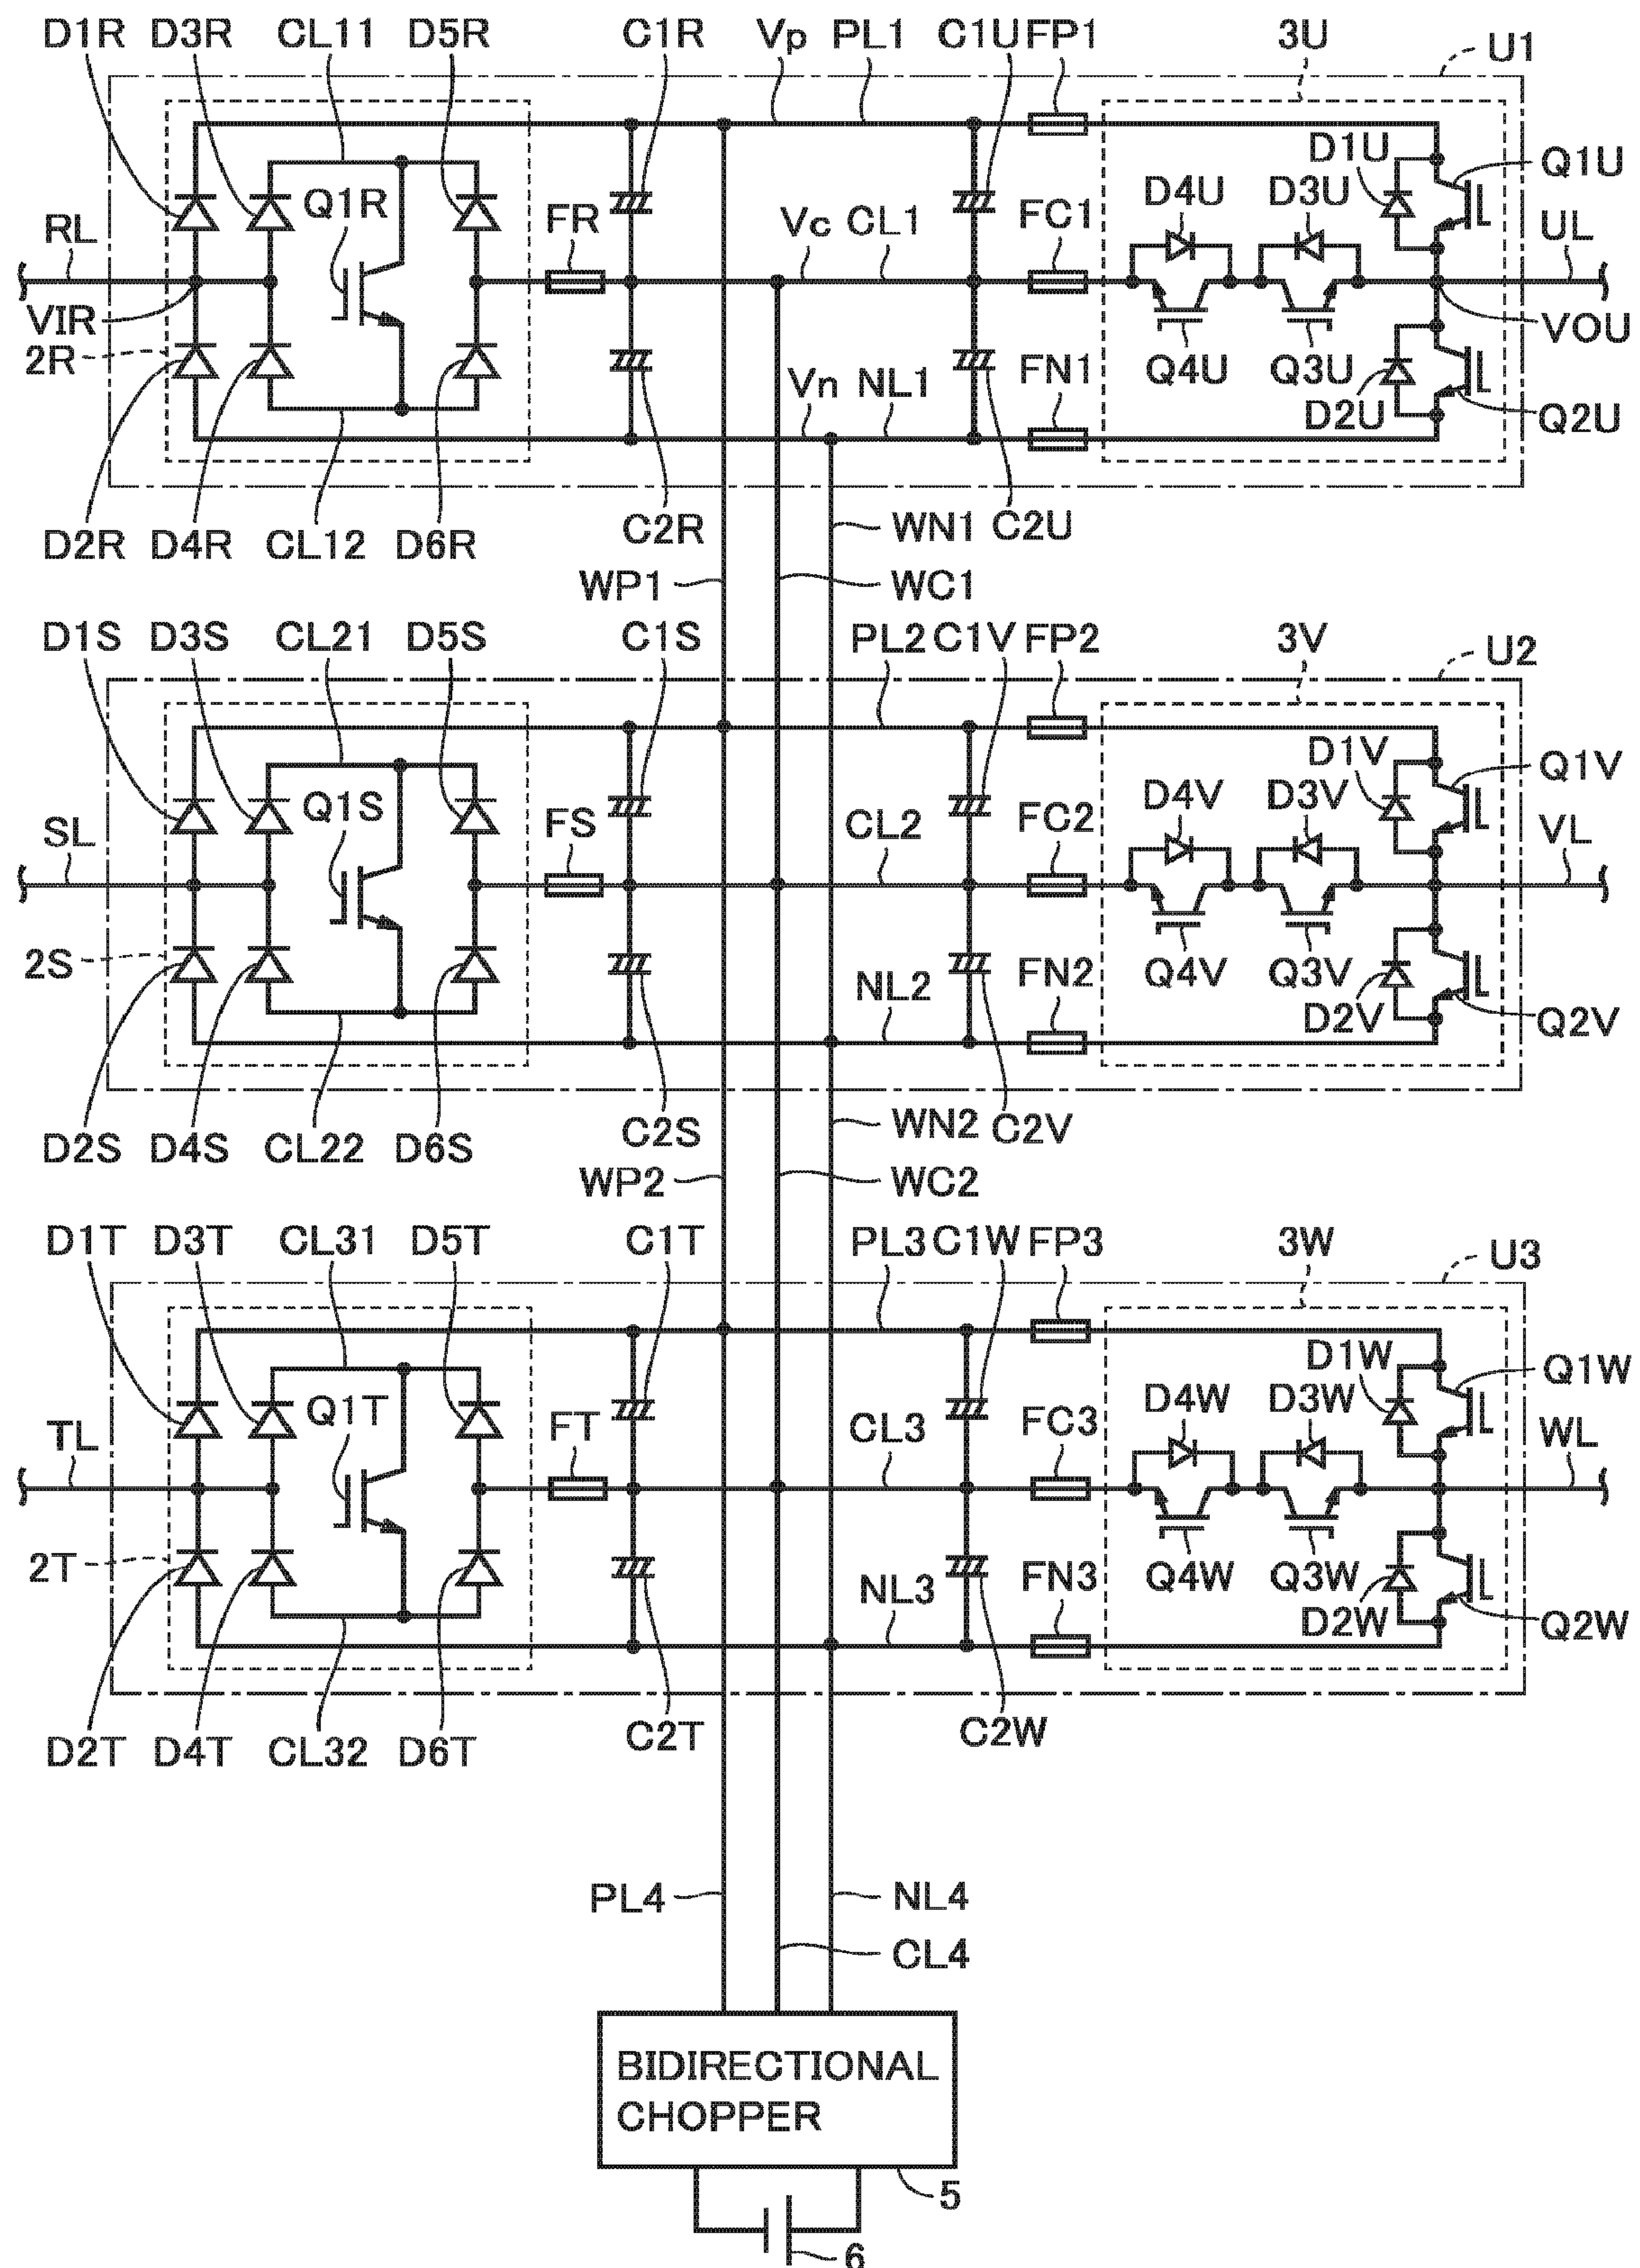 D1R D3R CL11 D5R C1R Vp PL1 C1U FP1 3U U1
D1U Q1U
Q1R D4U D3U
RL FR Vc CL1 FC1 UL
VIR VOU
2R Vn NL1 FN1 Q4U Q3U
D2U Q2U
D2R D4R CL12 D6R C2R WN1 C2U
WP1 WC1
D1S D3S CL21 D5S C1S PL2 C1V FP2 3V U2
D1V Q1V
Q1S D4V D3V
SL FS CL2 FC2 VL
2S NL2 FN2 Q4V Q3V
D2V Q2V
D2S D4S CL22 D6S C2S WN2 C2V
WP2 WC2
D1T D3T CL31 D5T C1T PL3 C1W FP3 3W U3
D1W Q1W
Q1T D4W D3W
TL FT CL3 FC3 WL
2T NL3 FN3 Q4W Q3W
D2W Q2W
D2T D4T CL32 D6T C2T C2W
PL4 NL4
CL4
BIDIRECTIONAL
CHOPPER
5
6